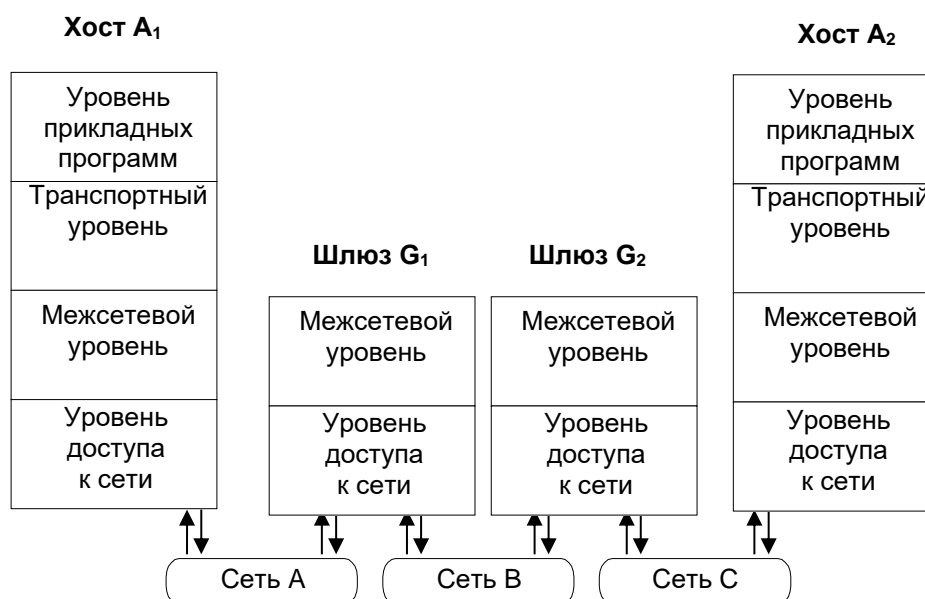 Хост A1
Уровень
прикладных
программ
Транспортный
уровень
Межсетевой
уровень
Уровень
доступа
к сети
Шлюз G1
Межсетевой
уровень
Уровень
доступа
к сети
Шлюз G2
Межсетевой
уровень
Уровень
доступа
к сети
Хост A2
Уровень
прикладных
программ
Транспортный
уровень
Межсетевой
уровень
Уровень
доступа
к сети
Сеть A
Сеть B
Сеть C